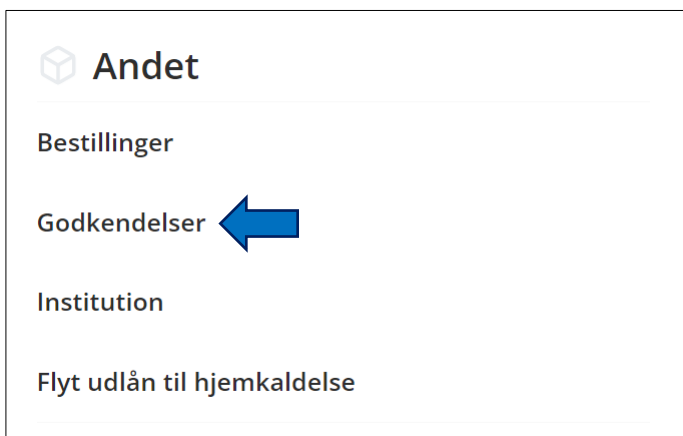 Andet
Bestillinger
Godkendelser
Institution
Flyt udlån til hjemkaldelse